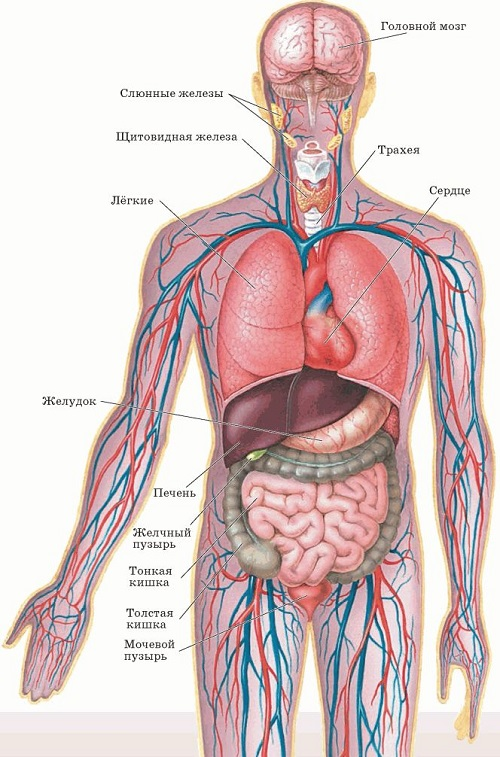 Головной мозг
Слюнные железы
Щитовидная железа
Трахея
Лёгкие
Сердце
Желудок
Печень
Желчный
пузырь
Тонкая
кишка
Толстая
кишка
Мочевой
пузырь